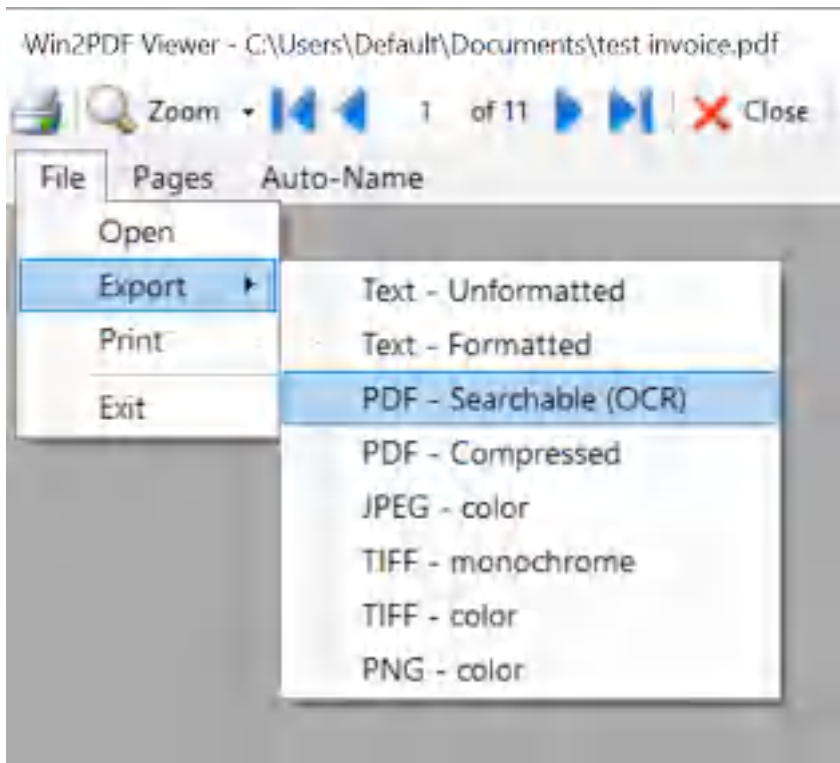 Win2PDF Viewer - C:\Users\Default\Documents\test invoice.pdf
Zoom 1 of 11 Close
File Pages Auto-Name
Open
Export
Print
Exit
Text - Unformatted
Text - Formatted
PDF - Searchable (OCR)
PDF - Compressed
JPEG - color
TIFF - monochrome
TIFF - color
PNG - color